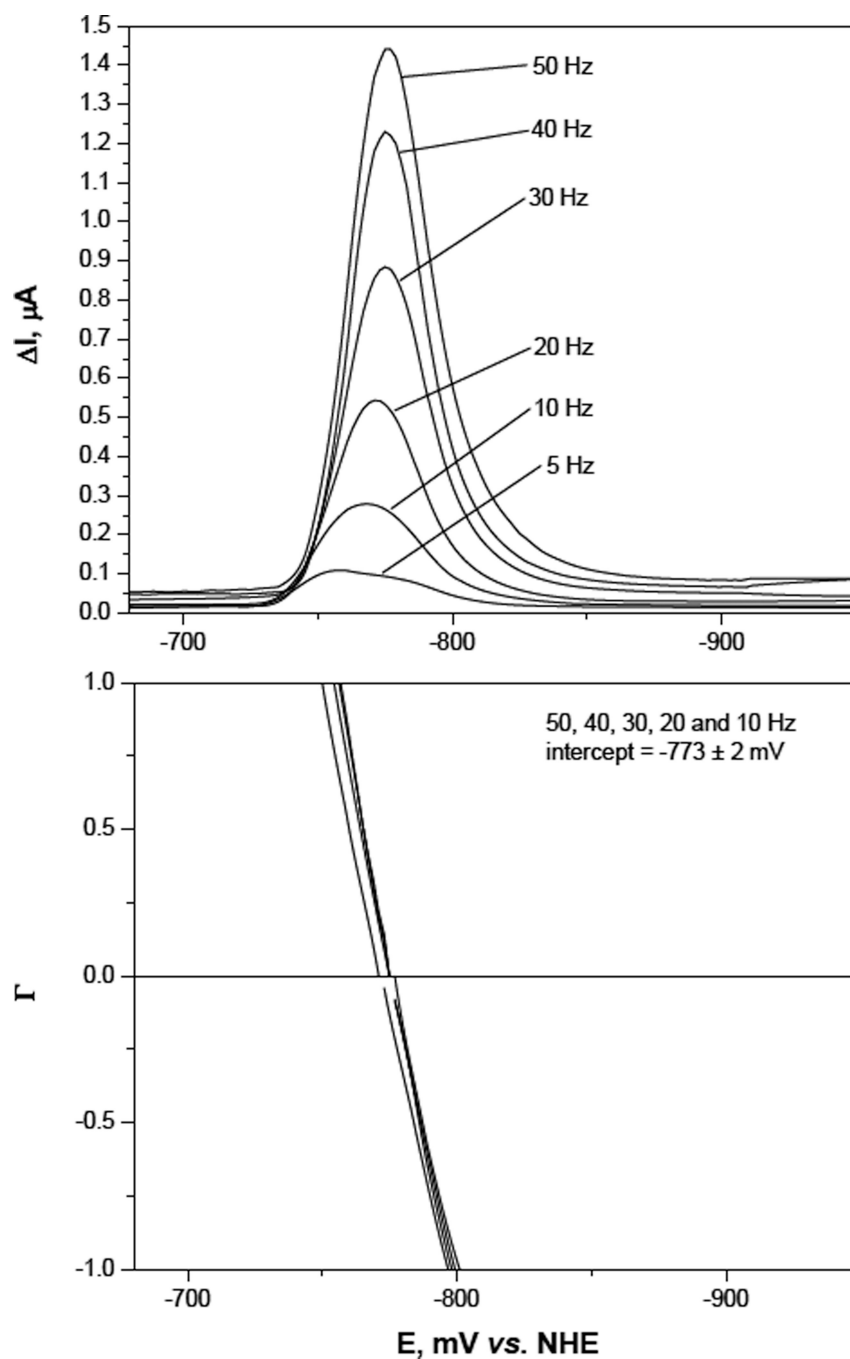 1.5
1.4
1.3
1.2
1.1
1.0
0.9
0.8
0.7
0.6
0.5
0.4
0.3
0.2
0.1
0.0
ΔI, μA
50 Hz
40 Hz
30 Hz
20 Hz
10 Hz
5 Hz
-700
-800
-900
1.0
0.5
0.0
-0.5
-1.0
Γ
50, 40, 30, 20 and 10 Hz
intercept = -773 ± 2 mV
-700
-800
-900
E, mV vs. NHE